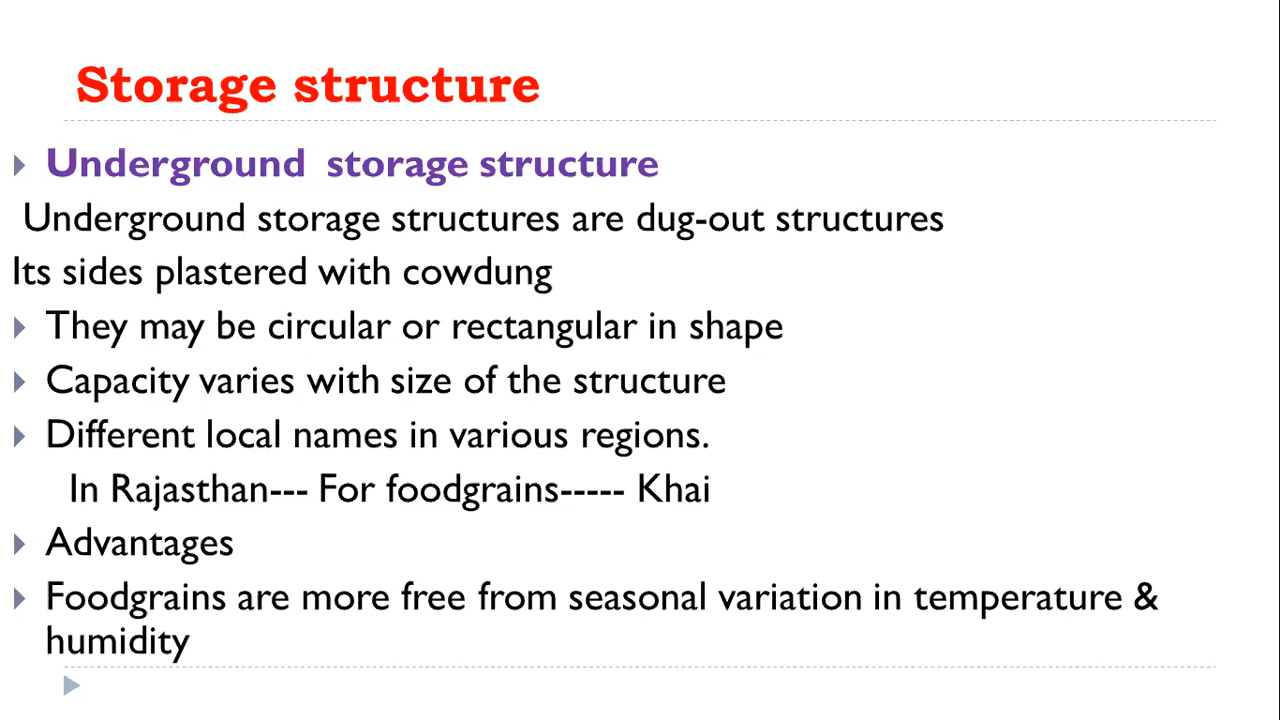 Storage structure
Underground storage structure
Underground storage structures are dug-out structures
Its sides plastered with cowdung
They may be circular or rectangular in shape
Capacity varies with size of the structure
Different local names in various regions.
In Rajasthan--- For foodgrains----- Khai
Advantages
Foodgrains are more free from seasonal variation in temperature &
humidity